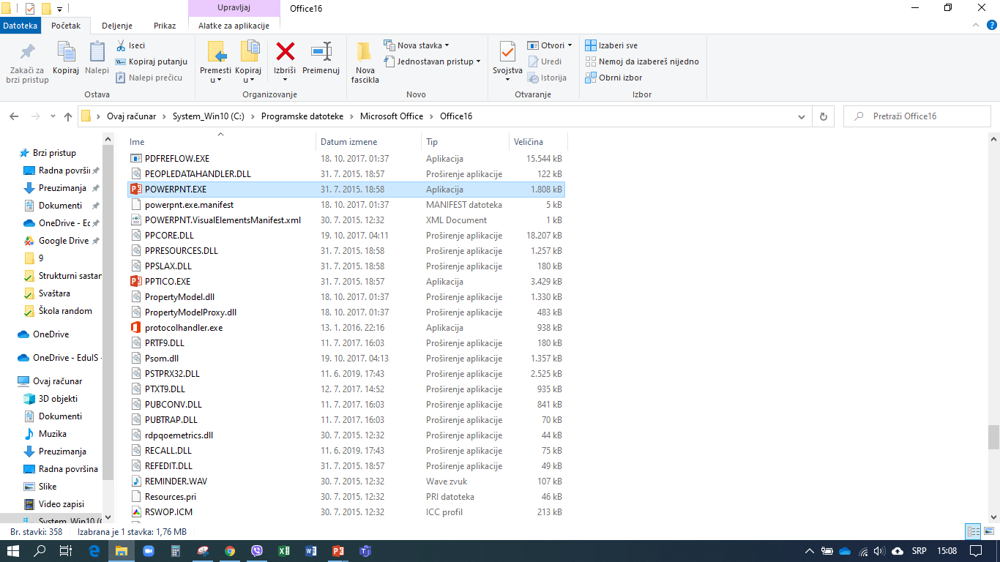 Upravljaj
Office16
Datoteka
Početak
Deljenje
Prikaz
Alatke za aplikacije
Zakači za brzi pristup
Kopiraj
Nalepi
Iseci
Kopiraj putanju
Nalepi prečicu
Ostava
Premesti u
Kopiraj u
Izbriši
Preimenuj
Organizovanje
Nova fascikla
Nova stavka
Jednostavan pristup
Novo
Svojstva
Otvori
Uredi
Istorija
Otvaranje
Izaberi sve
Nemoj da izabereš nijedno
Obrni izbor
Izbor
Ovaj računar
System_Win10 (C:)
Programske datoteke
Microsoft Office
Office16
Pretraži Office16
Brzi pristup
Radna površi
Preuzimanja
Dokumenti
OneDrive - Ec
Google Drive
9
Strukturni sastar
Svaštara
Škola random
OneDrive
OneDrive - EduIS -
Ovaj računar
3D objekti
Dokumenti
Muzika
Preuzimanja
Radna površina
Slike
Video zapisi
System_Win10 (C
Ime Datum izmene Tip Veličina
PDFREFLOW.EXE 18. 10. 2017. 01:37 Aplikacija 15.544 kB
PEOPLEDATAHANDLER.DLL 31. 7. 2015. 18:57 Proširenje aplikacije 122 kB
POWERPNT.EXE 31. 7. 2015. 18:58 Aplikacija 1.808 kB
powerpnt.exe.manifest 18. 10. 2017. 01:37 MANIFEST datoteka 5 kB
POWERPNT.VisualElementsManifest.xml 30. 7. 2015. 12:32 XML Document 1 kB
PPCORE.DLL 19. 10. 2017. 04:11 Proširenje aplikacije 18.207 kB
PPRESOURCES.DLL 31. 7. 2015. 18:58 Proširenje aplikacije 1.257 kB
PPSLAX.DLL 31. 7. 2015. 18:58 Proširenje aplikacije 180 kB
PPTICO.EXE 31. 7. 2015. 18:57 Aplikacija 3.429 kB
PropertyModel.dll 18. 10. 2017. 01:37 Proširenje aplikacije 1.330 kB
PropertyModelProxy.dll 18. 10. 2017. 01:37 Proširenje aplikacije 483 kB
protocolhandler.exe 13. 1. 2016. 22:16 Aplikacija 938 kB
PRTF9.DLL 11. 7. 2017. 16:03 Proširenje aplikacije 180 kB
Psom.dll 19. 10. 2017. 04:13 Proširenje aplikacije 1.357 kB
PSTPRX32.DLL 11. 6. 2019. 17:43 Proširenje aplikacije 2.525 kB
PTXT9.DLL 12. 7. 2017. 14:52 Proširenje aplikacije 935 kB
PUBCONV.DLL 11. 7. 2017. 16:03 Proširenje aplikacije 841 kB
PUBTRAP.DLL 11. 7. 2017. 16:03 Proširenje aplikacije 70 kB
rdpqoemetrics.dll 30. 7. 2015. 12:32 Proširenje aplikacije 44 kB
RECALL.DLL 11. 6. 2019. 17:43 Proširenje aplikacije 75 kB
REFEDIT.DLL 31. 7. 2015. 18:57 Proširenje aplikacije 49 kB
REMINDER.WAV 30. 7. 2015. 12:32 Wave zvuk 107 kB
Resources.pri 30. 7. 2015. 12:32 PRI datoteka 46 kB
RSWOP.ICM 30. 7. 2015. 12:32 ICC profil 213 kB
Br. stavki: 358
Izabrana je 1 stavka: 1,76 MB
SRP
15:08